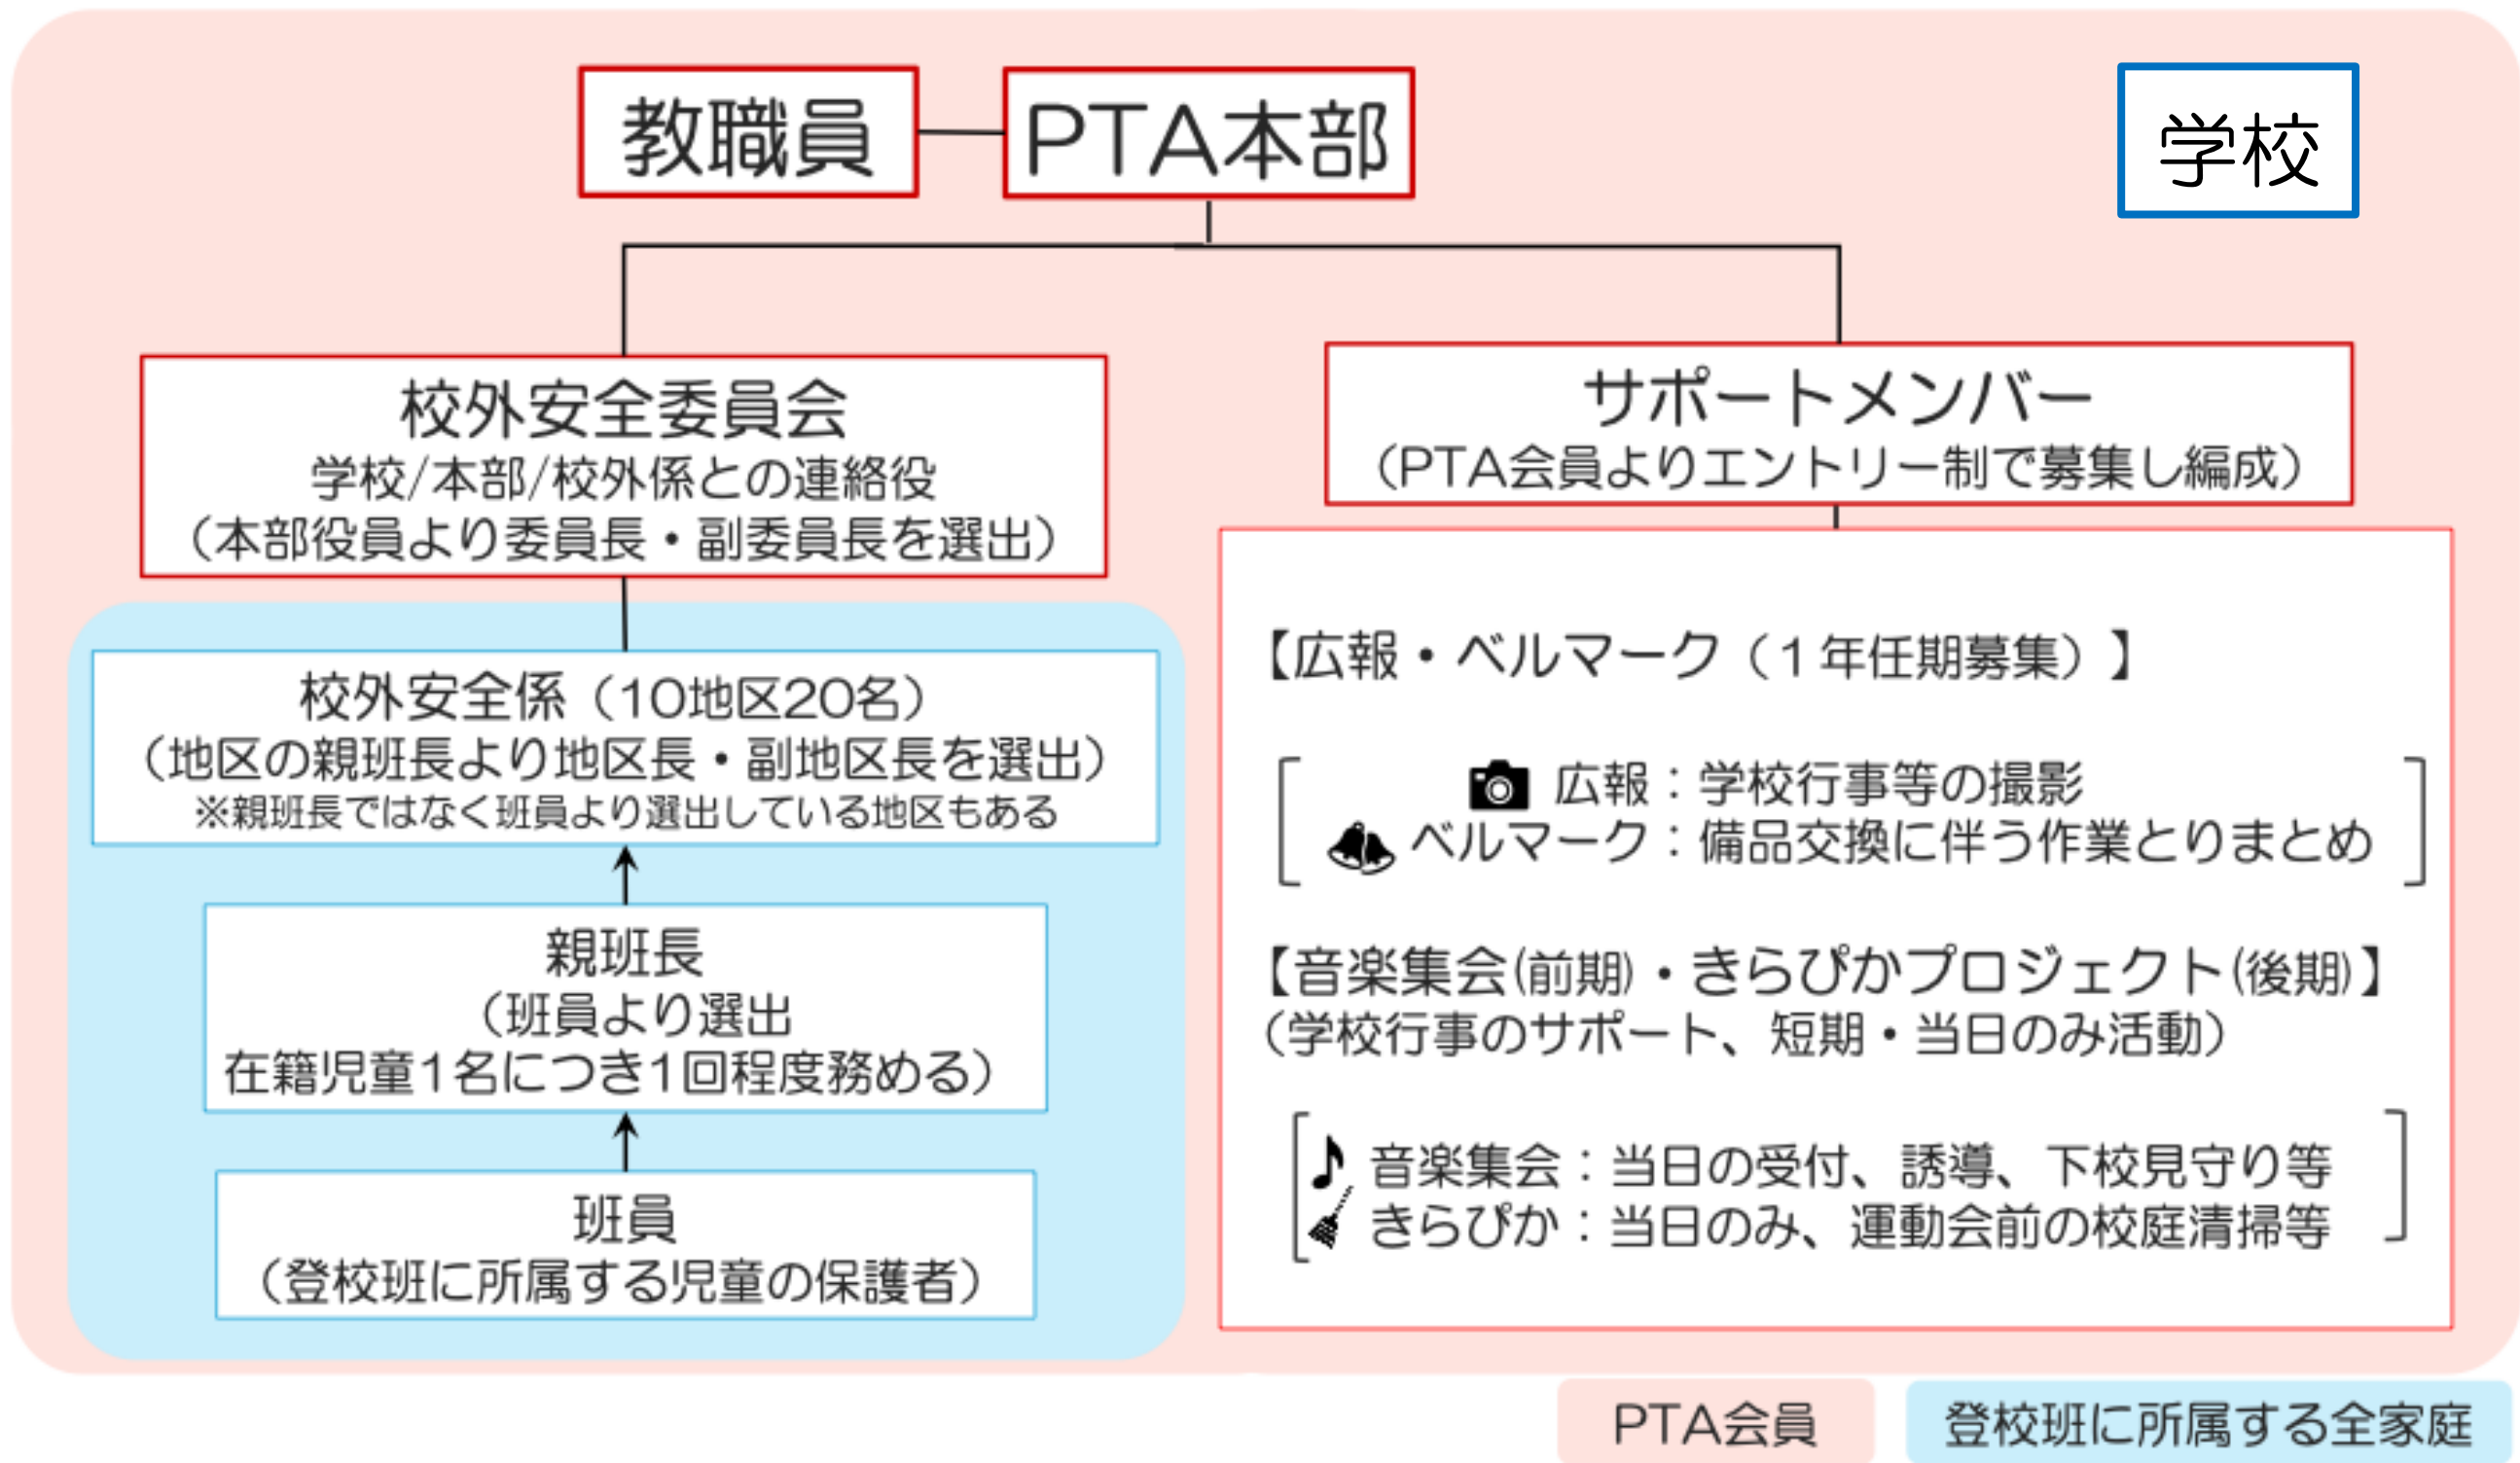 教職員
PTA本部
学校
校外安全委員会
学校/本部/校外係との連絡役
（本部役員より委員長・副委員長を選出）
校外安全係（10地区20名）
（地区の親班長より地区長・副地区長を選出）
※親班長ではなく班員より選出している地区もある
親班長
（班員より選出
在籍児童1名につき1回程度務める）
班員
（登校班に所属する児童の保護者）
サポートメンバー
（PTA会員よりエントリー制で募集し編成）
【広報・ベルマーク（１年任期募集）】
広報：学校行事等の撮影
ベルマーク：備品交換に伴う作業とりまとめ
【音楽集会(前期)・きらぴかプロジェクト(後期)】
（学校行事のサポート、短期・当日のみ活動）
音楽集会：当日の受付、誘導、下校見守り等
きらぴか：当日のみ、運動会前の校庭清掃等
PTA会員
登校班に所属する全家庭